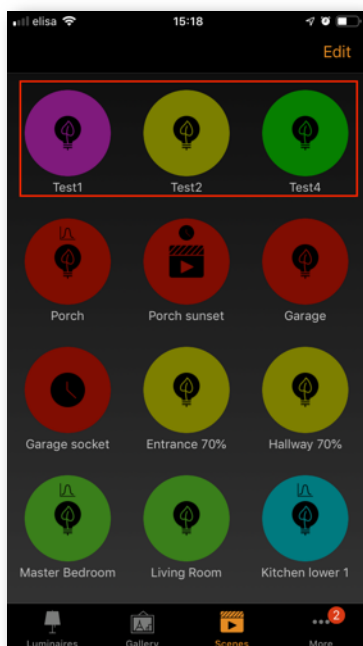 elisa 15:18
Edit
Test1 Test2 Test4
Porch Porch sunset Garage
Garage socket Entrance 70% Hallway 70%
Master Bedroom Living Room Kitchen lower 1
2
Luminaires Gallery Scenes More